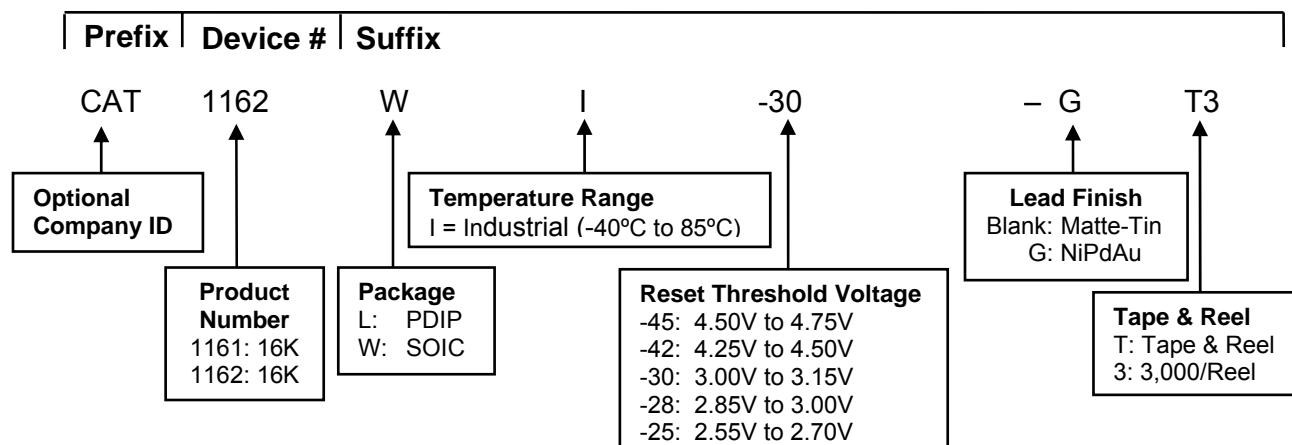 Prefix Device # Suffix
CAT 1162 W I -30 – G T3
Optional
Company ID
Temperature Range
I = Industrial (-40ºC to 85ºC)
Lead Finish
Blank: Matte-Tin
G: NiPdAu
Product
Number
1161: 16K
1162: 16K
Package
L: PDIP
W: SOIC
Reset Threshold Voltage
-45: 4.50V to 4.75V
-42: 4.25V to 4.50V
-30: 3.00V to 3.15V
-28: 2.85V to 3.00V
-25: 2.55V to 2.70V
Tape & Reel
T: Tape & Reel
3: 3,000/Reel